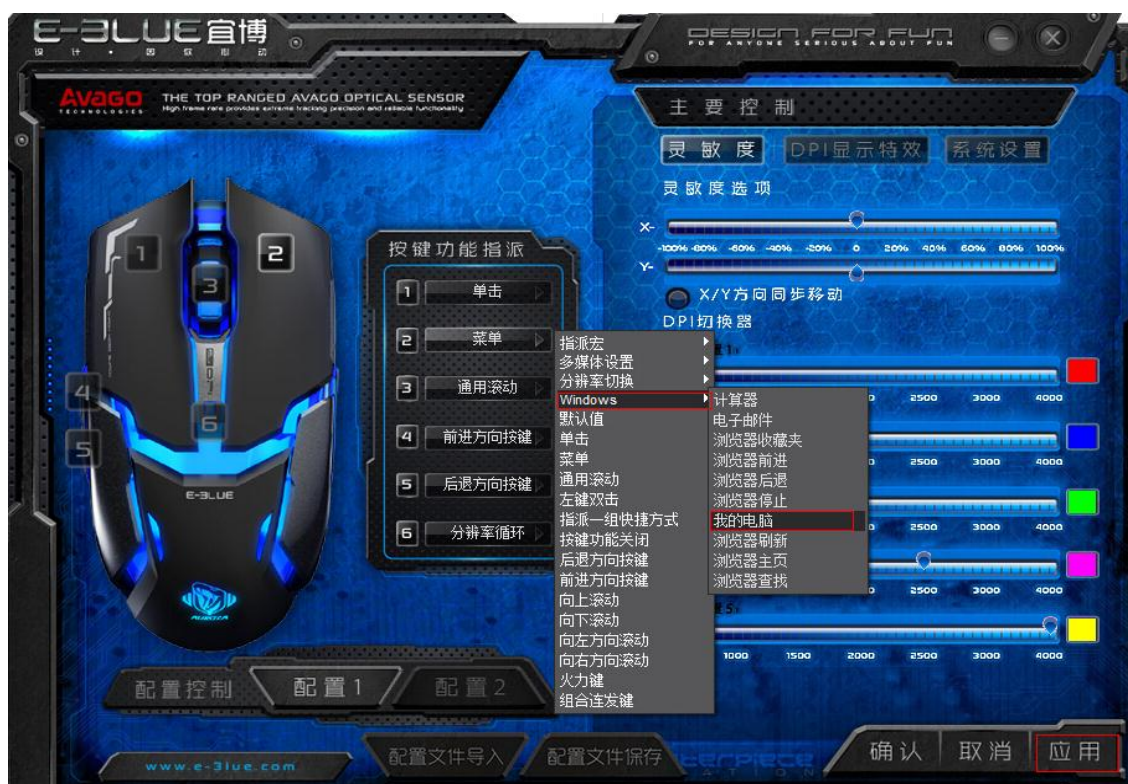 E-3LUE 宜博
设 计 · 因 您 而 动
DESIGN FOR FUN
FOR ANYONE SERIOUS ABOUT FUN
AVAGO
TECHNOLOGIES
THE TOP RANGED AVAGO OPTICAL SENSOR
High frame rate provides extreme tracking precision and reliable functionality
主要控制
灵敏度 DPI显示特效 系统设置
灵敏度选项
X-
-100% -80% -60% -40% -20% 0 20% 40% 60% 80% 100%
Y-
X/Y方向同步移动
DPI切换器
按键功能指派
1 单击
2 菜单
3 通用滚动
4 前进方向按键
5 后退方向按键
6 分辨率循环
1
2
3
4
5
6
E-3LUE
指派宏
多媒体设置
分辨率切换
Windows
默认值
单击
菜单
通用滚动
左键双击
指派一组快捷方式
按键功能关闭
后退方向按键
前进方向按键
向上滚动
向下滚动
向左方向滚动
向右方向滚动
火力键
组合连发键
计算器
电子邮件
浏览器收藏夹
浏览器前进
浏览器后退
浏览器停止
我的电脑
浏览器刷新
浏览器主页
浏览器查找
2500 3000 4000
2500 3000 4000
2500 3000 4000
2500 3000 4000
1000 1500 2000 2500 3000 4000
配置控制 配置1 配置2
www.e-3lue.com
配置文件导入 配置文件保存
确认 取消 应用